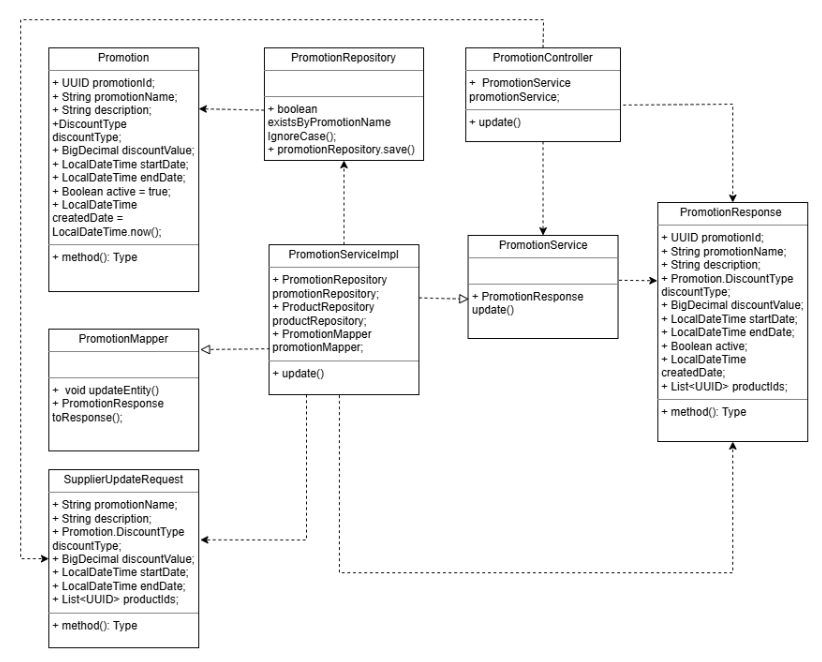 Promotion
+ UUID promotionId;
+ String promotionName;
+ String description;
+DiscountType
discountType;
+ BigDecimal discountValue;
+ LocalDateTime startDate;
+ LocalDateTime endDate;
+ Boolean active = true;
+ LocalDateTime
createdDate =
LocalDateTime.now();
+ method(): Type
PromotionRepository
+ boolean
existsByPromotionName
IgnoreCase();
+ promotionRepository.save()
PromotionController
+  PromotionService
promotionService;
+ update()
PromotionServiceImpl
+ PromotionRepository
promotionRepository;
+ ProductRepository
productRepository;
+ PromotionMapper
promotionMapper;
+ update()
PromotionService
+ PromotionResponse
update()
PromotionResponse
+ UUID promotionId;
+ String promotionName;
+ String description;
+ Promotion.DiscountType
discountType;
+ BigDecimal discountValue;
+ LocalDateTime startDate;
+ LocalDateTime endDate;
+ Boolean active;
+ LocalDateTime
createdDate;
+ List<UUID> productIds;
+ method(): Type
PromotionMapper
+  void updateEntity()
+ PromotionResponse
toResponse();
SupplierUpdateRequest
+ String promotionName;
+ String description;
+ Promotion.DiscountType
discountType;
+ BigDecimal discountValue;
+ LocalDateTime startDate;
+ LocalDateTime endDate;
+ List<UUID> productIds;
+ method(): Type